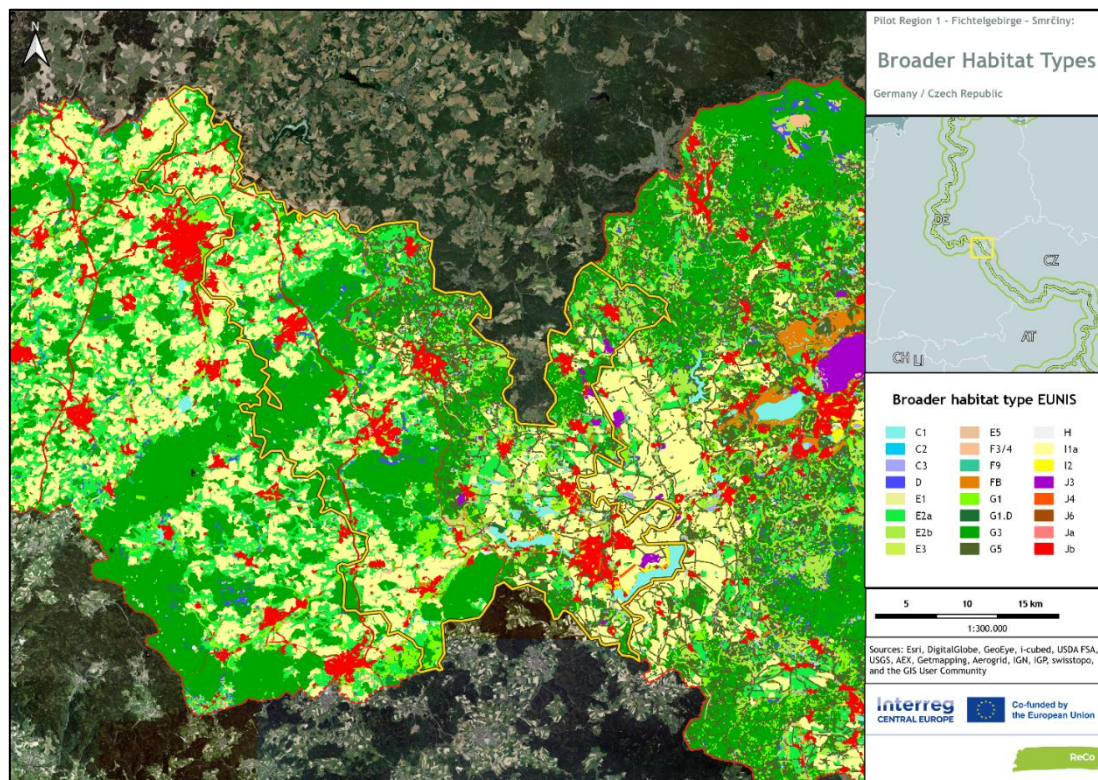 N
Pilot Region 1 - Fichtelgebirge - Smrčiny:
Broader Habitat Types
Germany / Czech Republic
DE
CZ
AT
CH LI
Broader habitat type EUNIS
C1
C2
C3
D
E1
E2a
E2b
E3
E5
F3/4
F9
FB
G1
G1.D
G3
G5
H
I1a
I2
J3
J4
J6
Ja
Jb
5 10 15 km
1:300.000
Sources: Esri, DigitalGlobe, GeoEye, i-cubed, USDA FSA,
USGS, AEX, Getmapping, Aerogrid, IGN, IGP, swisstopo,
and the GIS User Community
Interreg
CENTRAL EUROPE
Co-funded by
the European Union
ReCo